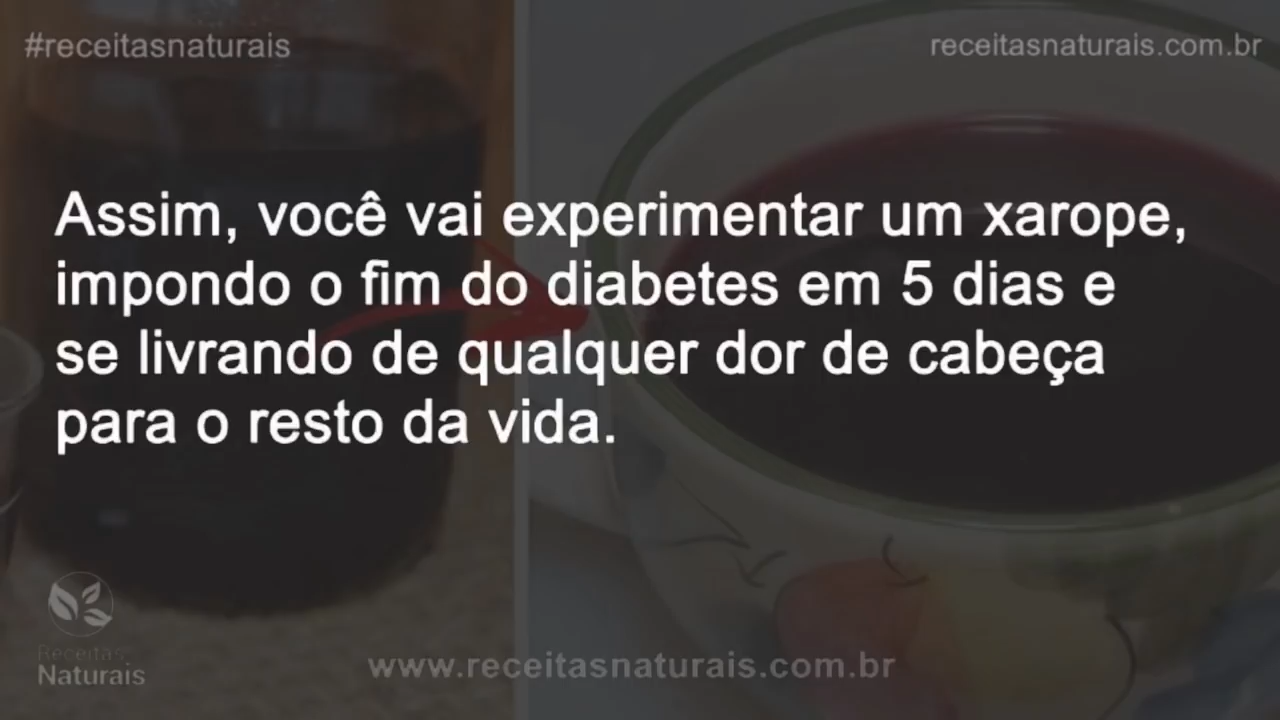 #receitasnaturais
receitasnaturais.com.br
Assim, você vai experimentar um xarope,
impondo o fim do diabetes em 5 dias e
se livrando de qualquer dor de cabeça
para o resto da vida.
Receitas
Naturais
www.receitasnaturais.com.br